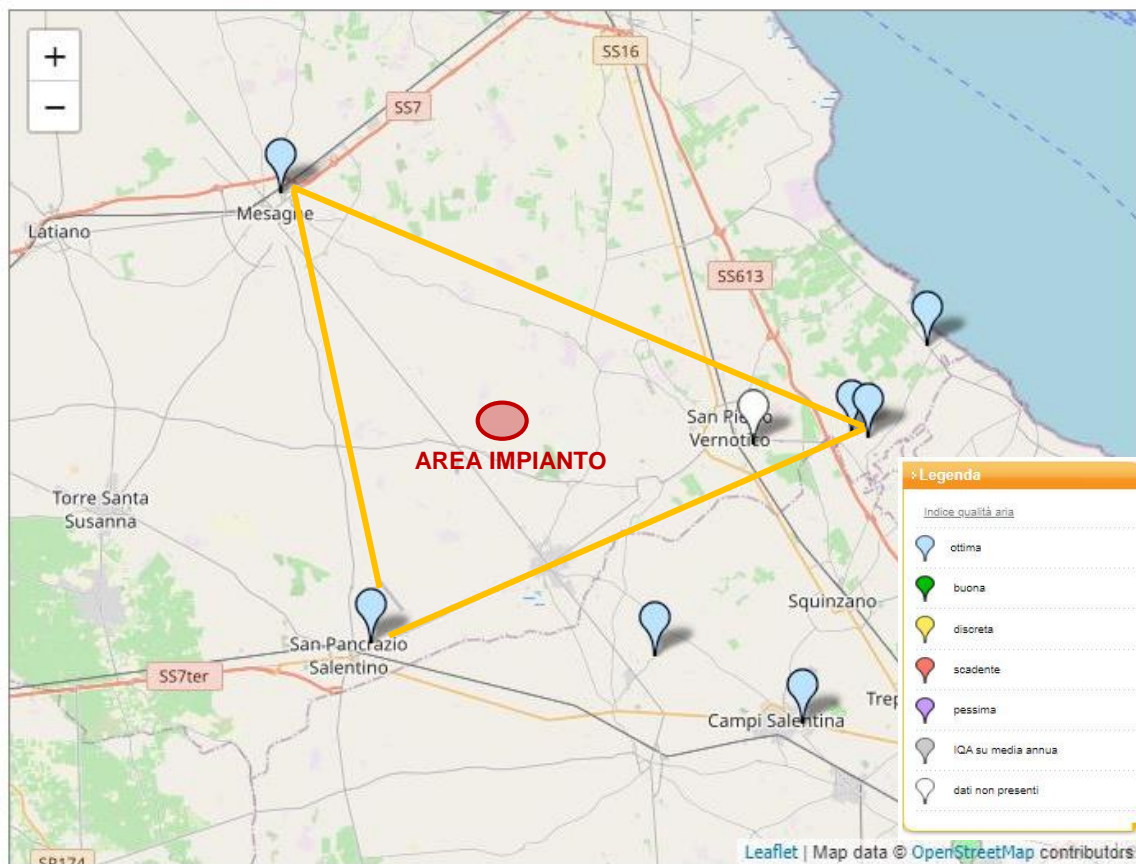 +
−
SS16
SS7
Mesagne
Latiano
SS613
San Pietro
Vernotico
AREA IMPIANTO
Torre Santa
Susanna
Squinzano
San Pancrazio
Salentino
SS7ter
Campi Salentina
Trep
SP174
› Legenda
Indice qualità aria
ottima
buona
discreta
scadente
pessima
IQA su media annua
dati non presenti
Leaflet | Map data © OpenStreetMap contributors